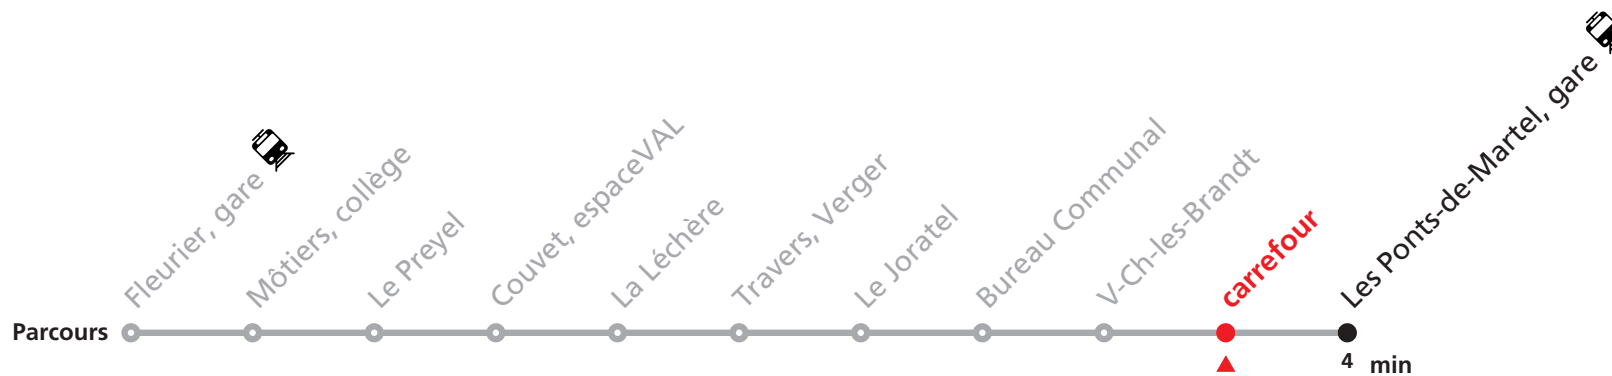 Fleurier, gare
Môtiers, collège
Le Preyel
Couvet, espaceVAL
La Léchère
Travers, Verger
Le Joratel
Bureau Communal
V-Ch-les-Brandt
carrefour
Les Ponts-de-Martel, gare
Parcours
4 min